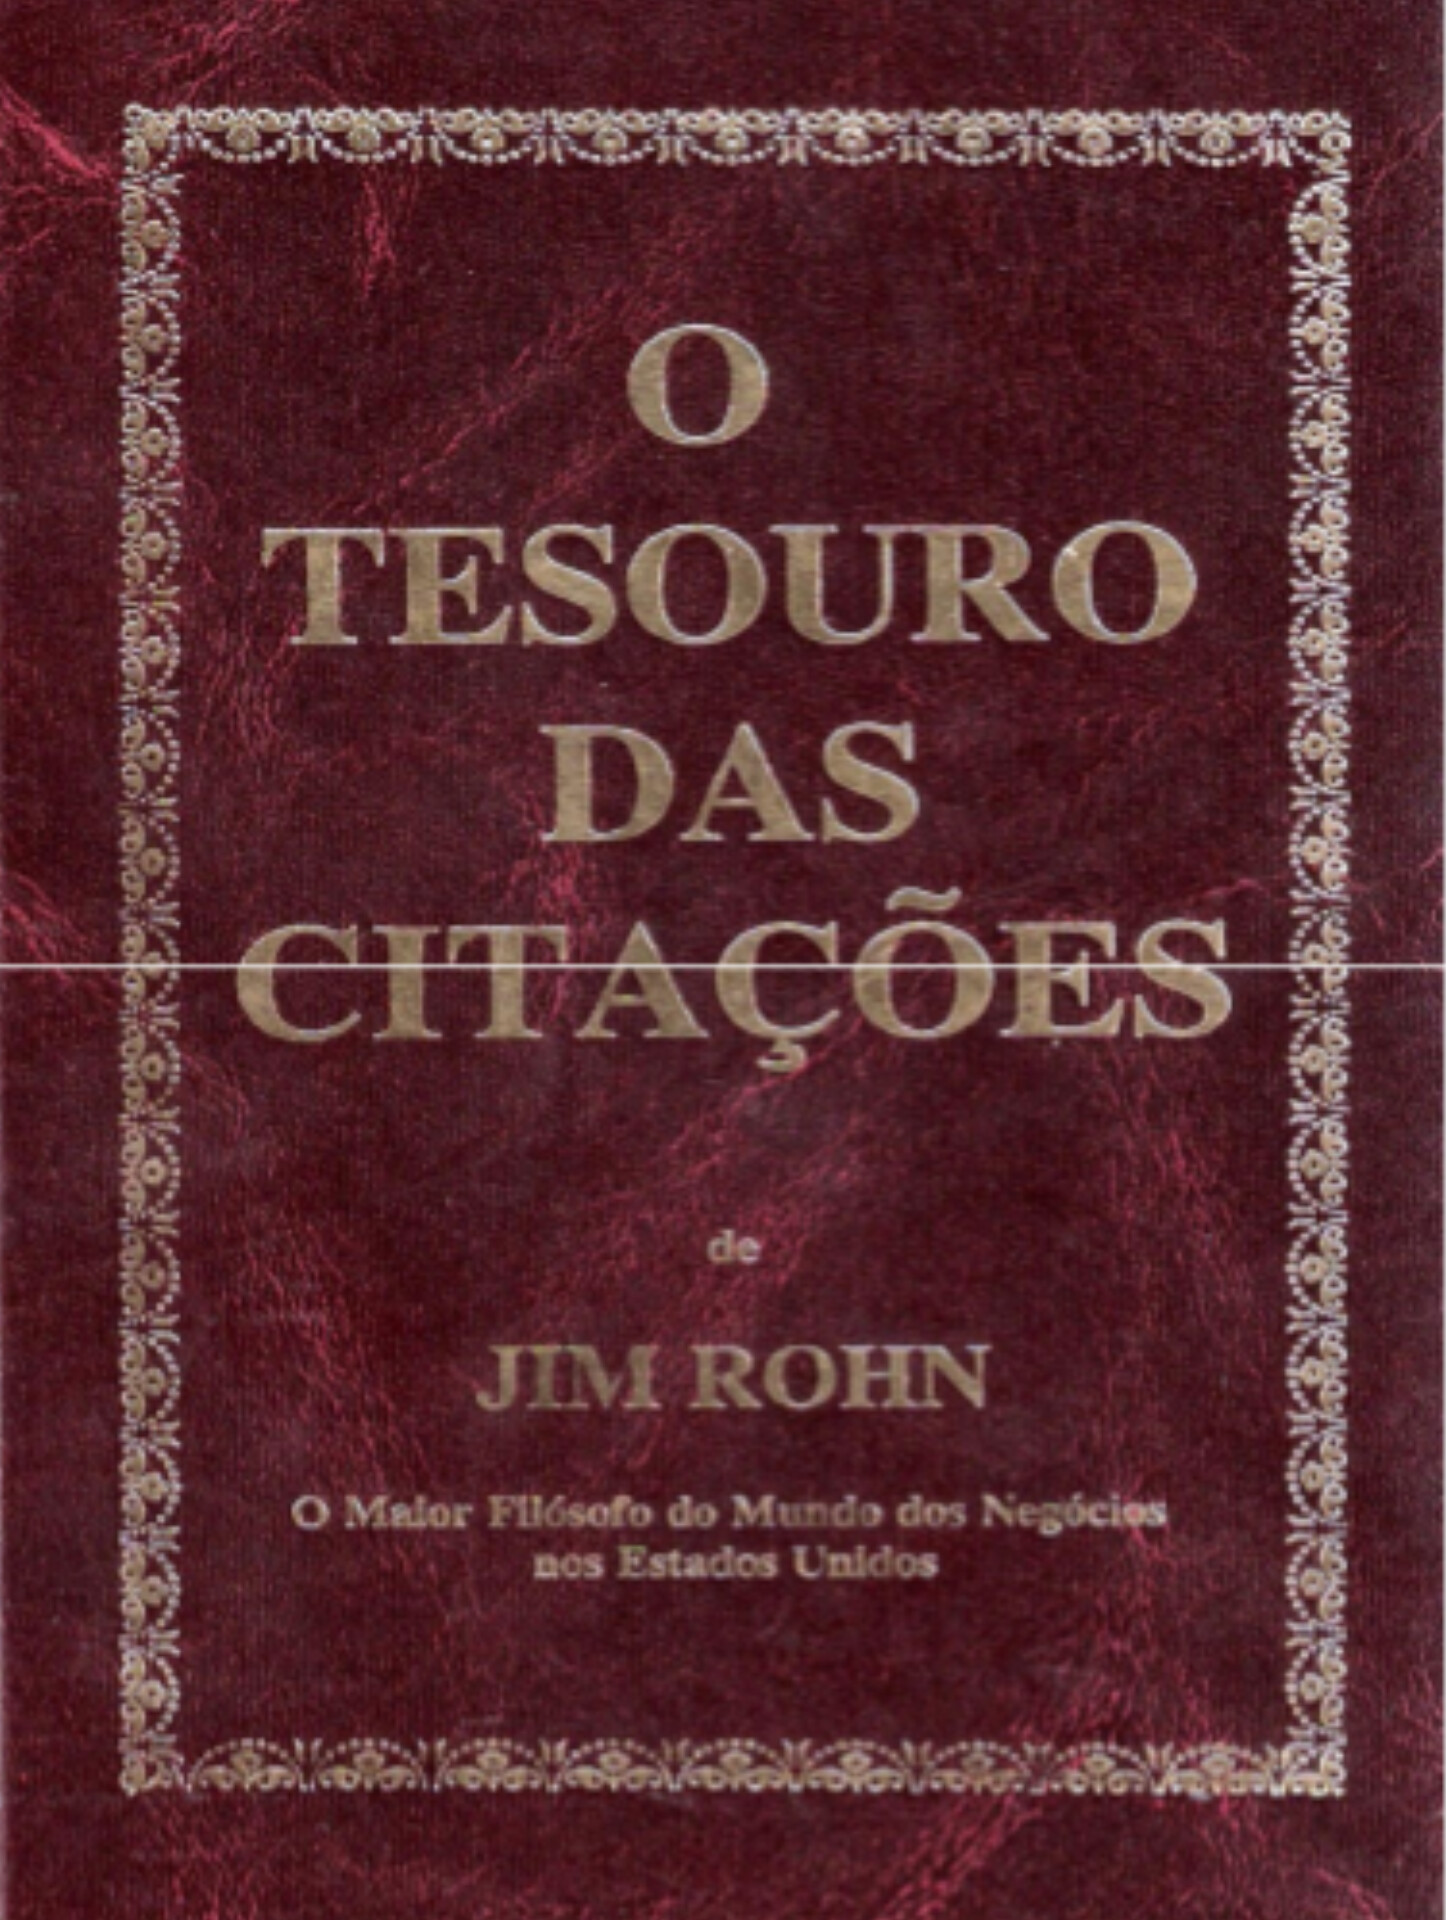 O
TESOURO
DAS
CITAÇÕES
de
JIM ROHN
O Maior Filósofo do Mundo dos Negócios
nos Estados Unidos